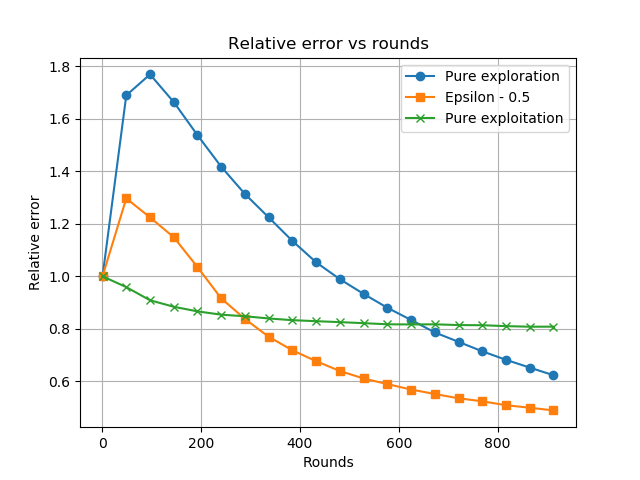 Relative error vs rounds
Pure exploration
Epsilon - 0.5
Pure exploitation
Relative error
1.8
1.6
1.4
1.2
1.0
0.8
0.6
0
200
400
600
800
Rounds